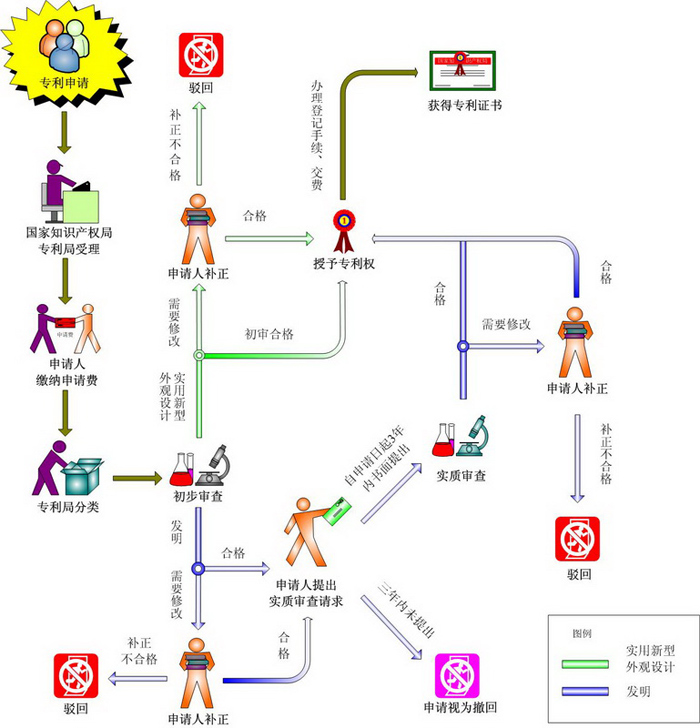 专利申请
国家知识产权局
专利局受理
申请费
申请人
缴纳申请费
专利局分类
初步审查
实用新型
外观设计
需要修改
初审合格
申请人补正
补正不合格
驳回
合格
授予专利权
办理登记手续、交费
获得专利证书
发明
合格
需要修改
申请人补正
补正
不合格
驳回
合格
申请人提出
实质审查请求
自申请日起3年
内书面提出
三年内未提出
申请视为撤回
实质审查
合格
需要修改
申请人补正
合格
补正不合格
驳回
图例
实用新型
外观设计
发明